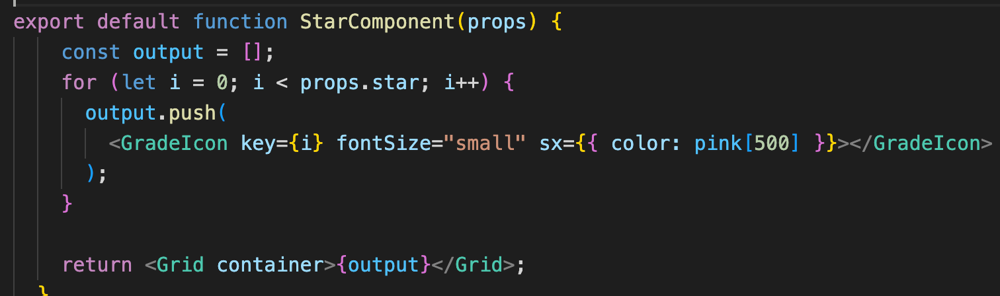 export default function StarComponent(props) {
const output = [];
for (let i = 0; i < props.star; i++) {
output.push(
<GradeIcon key={i} fontSize="small" sx={{ color: pink[500] }}></GradeIcon>
);
}
return <Grid container>{output}</Grid>;
}